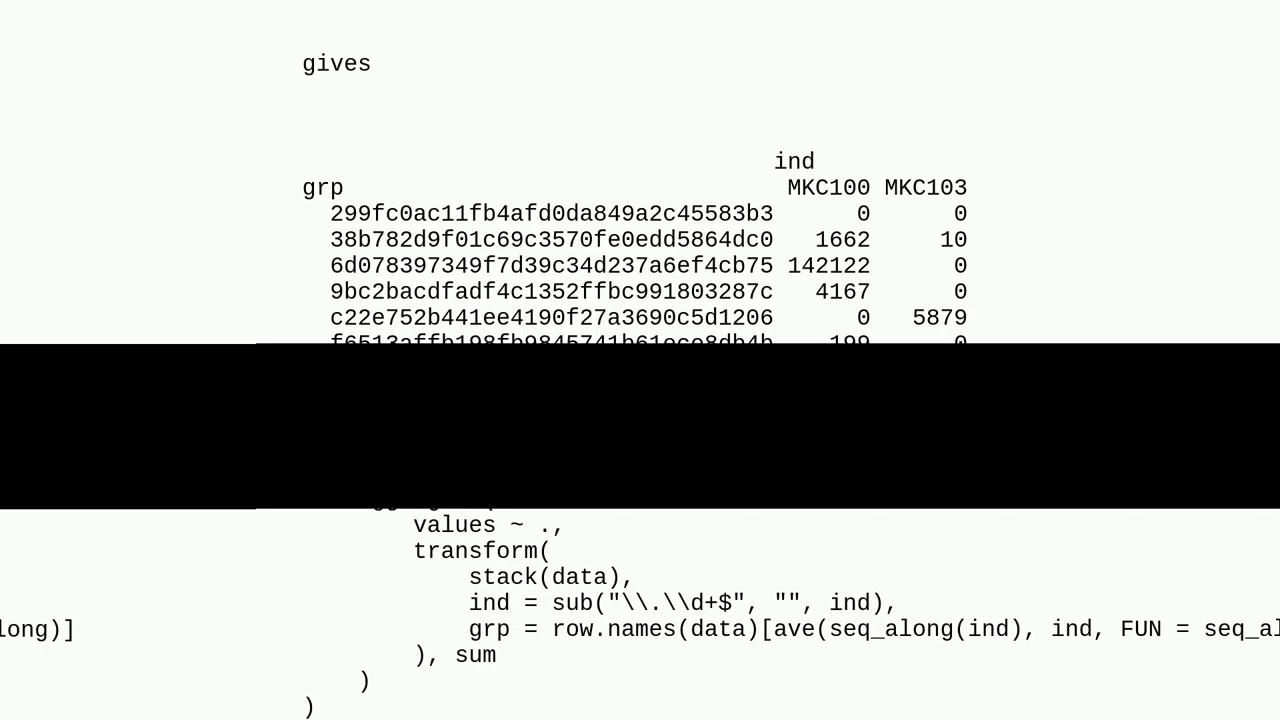 gives
ind
grp MKC100 MKC103
299fc0ac11fb4afd0da849a2c45583b3 0 0
38b782d9f01c69c3570fe0edd5864dc0 1662 10
6d078397349f7d39c34d237a6ef4cb75 142122 0
9bc2bacdfadf4c1352ffbc991803287c 4167 0
c22e752b441ee4190f27a3690c5d1206 0 5879
199 0
values ~ .,
transform(
stack(data),
ind = sub("\\.\\d+$", "", ind),
grp = row.names(data)[ave(seq_along(ind), ind, FUN = seq_al
long)]
), sum
)
)